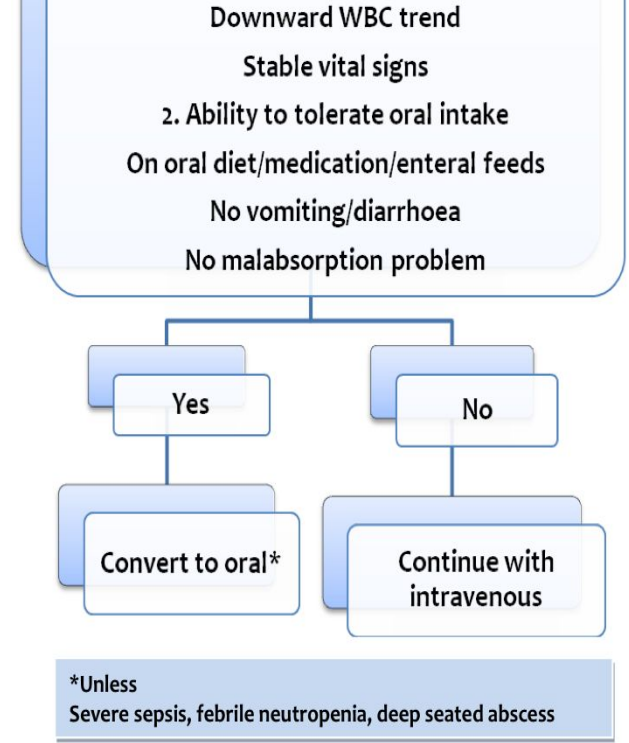 Downward WBC trend
Stable vital signs
2. Ability to tolerate oral intake
On oral diet/medication/enteral feeds
No vomiting/diarrhoea
No malabsorption problem
Yes
No
Convert to oral*
Continue with
intravenous
*Unless
Severe sepsis, febrile neutropenia, deep seated abscess